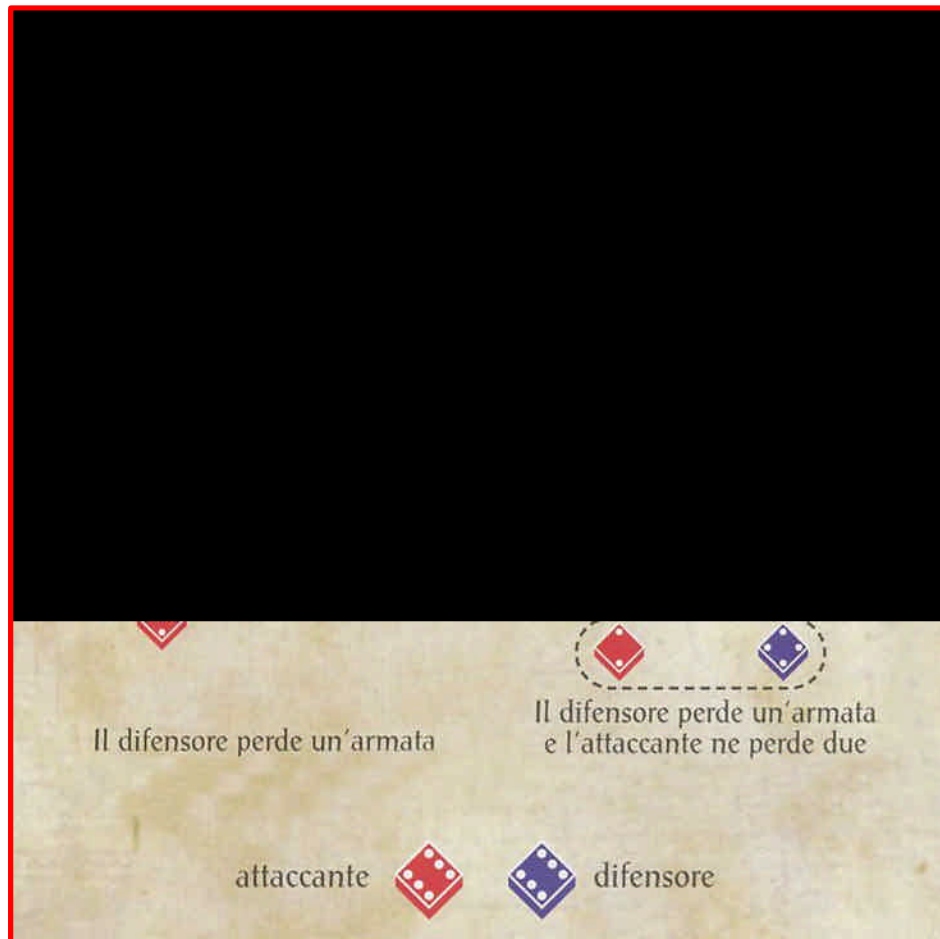 Il difensore perde un'armata
Il difensore perde un'armata
e l'attaccante ne perde due
attaccante
difensore